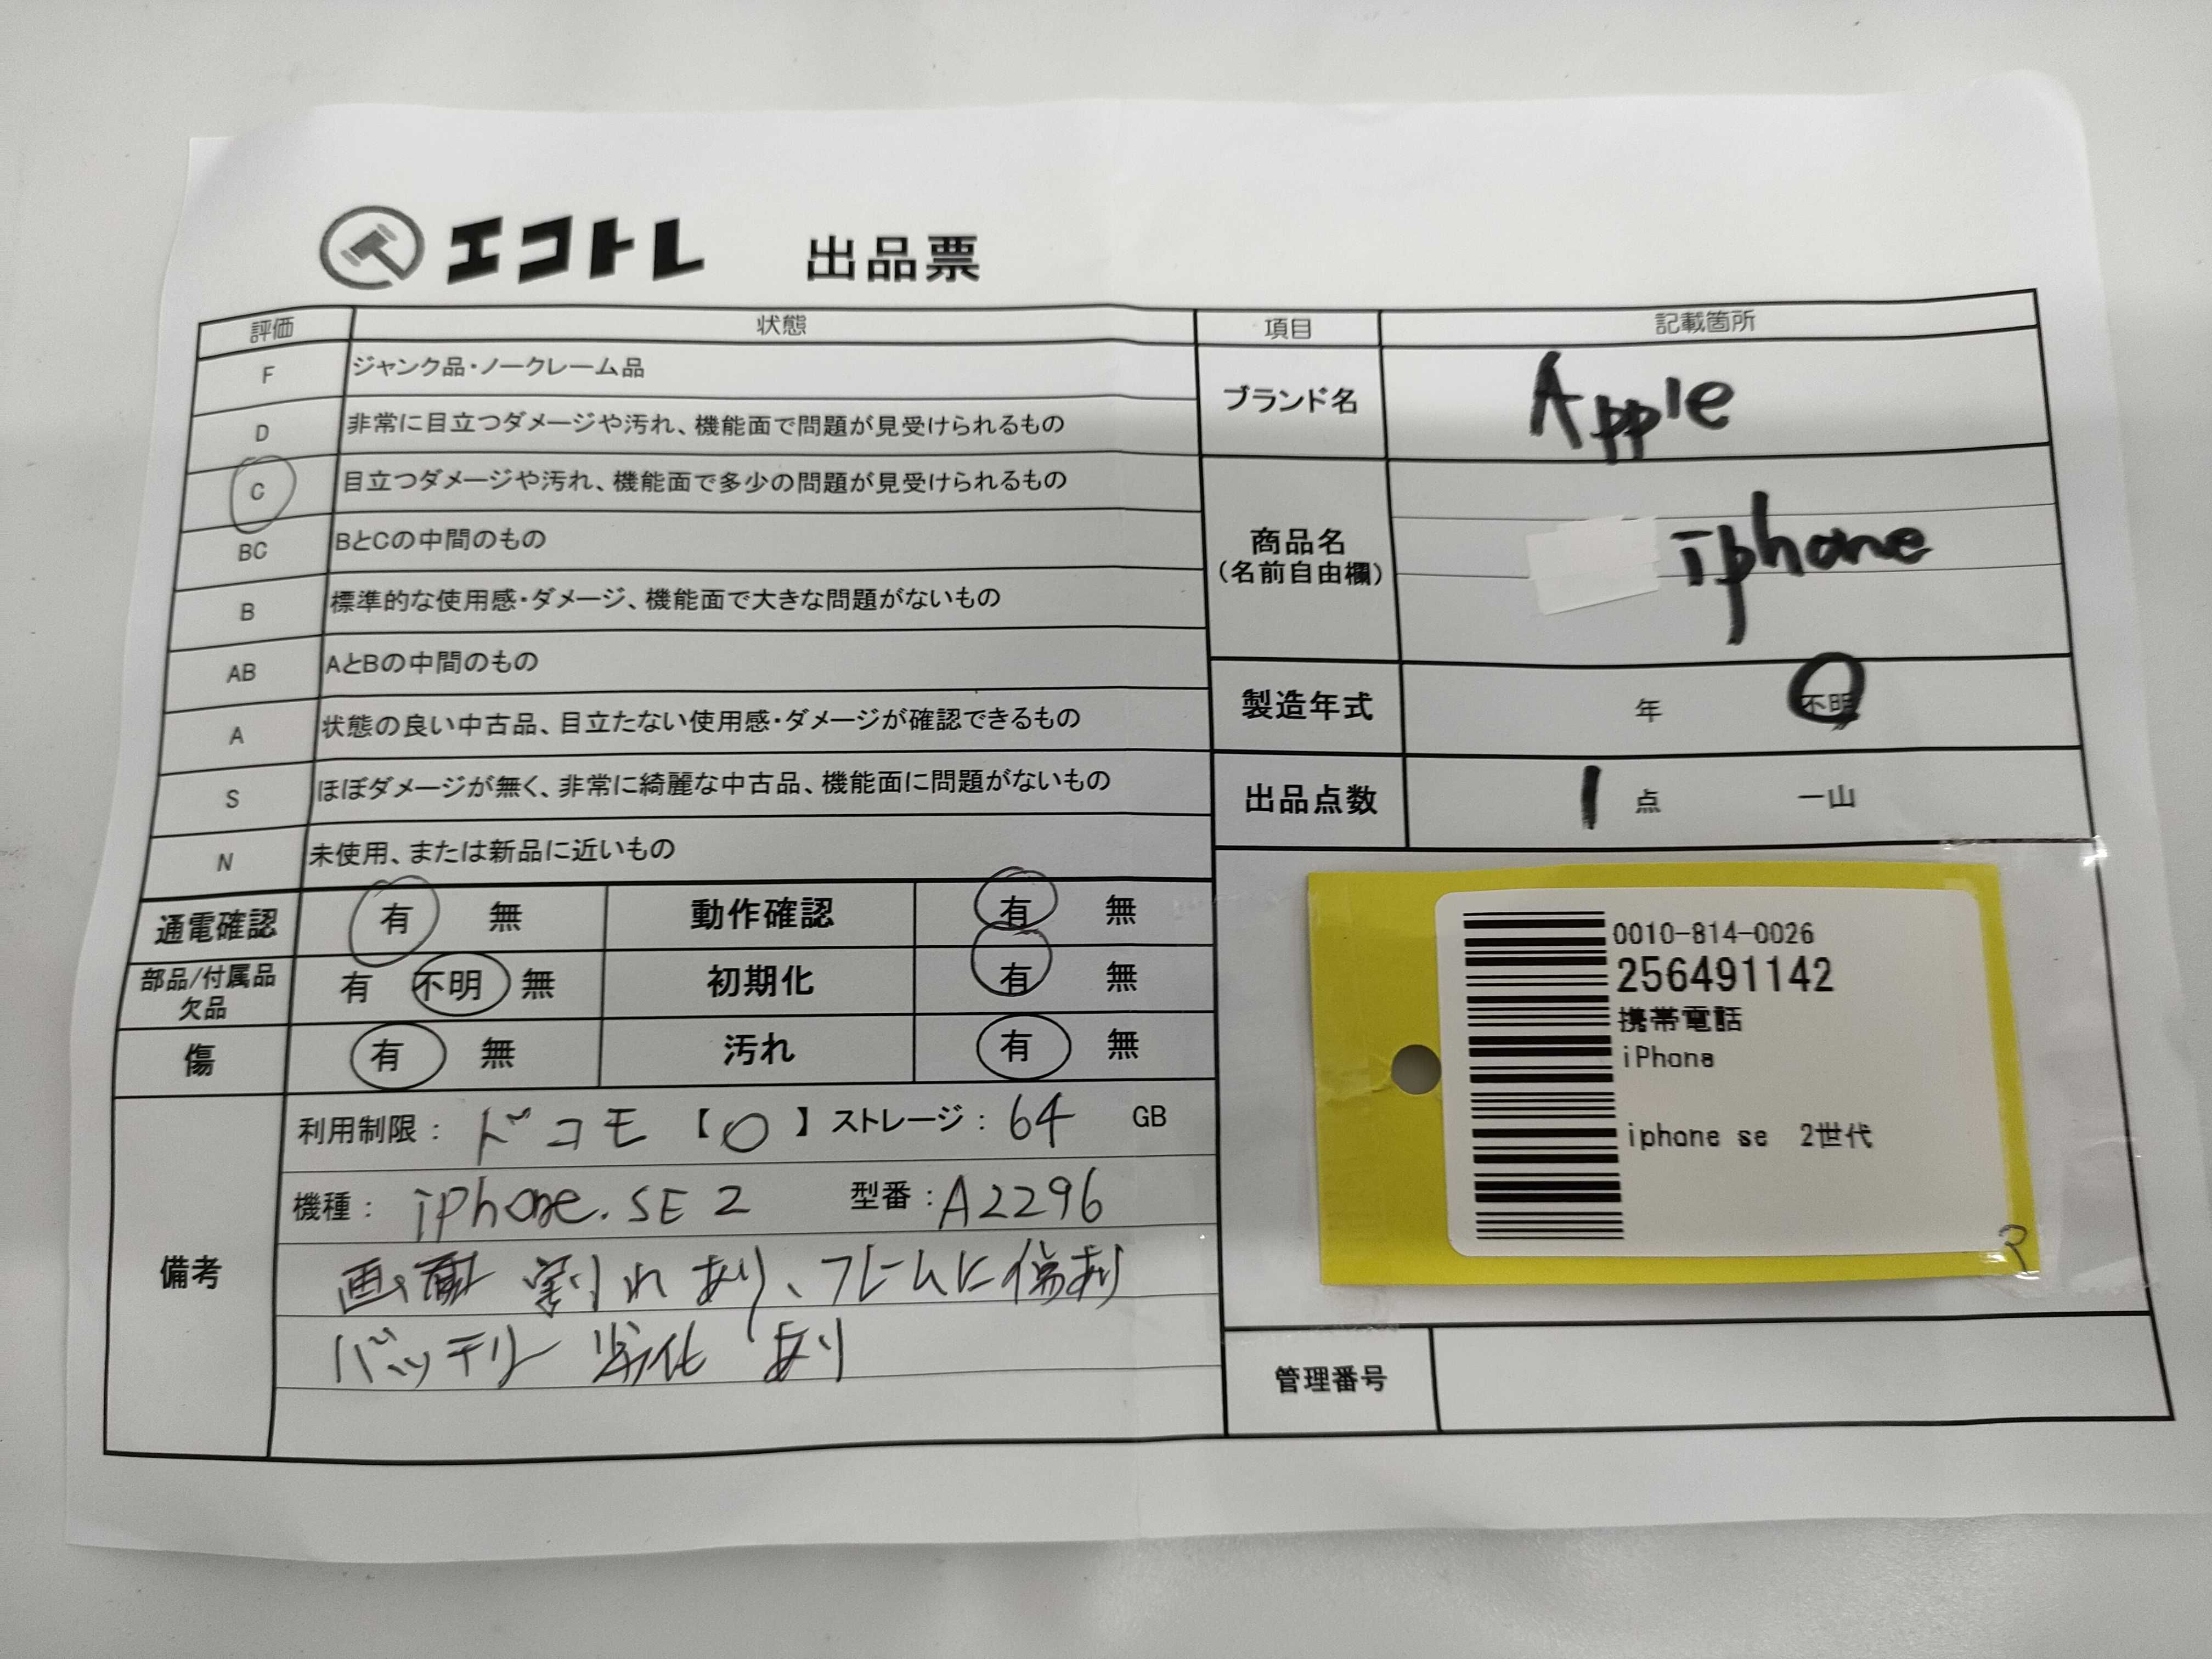 エコトレ 出品票
評価 状態
F ジャンク品・ノークレーム品
D 非常に目立つダメージや汚れ、機能面で問題が見受けられるもの
C 目立つダメージや汚れ、機能面で多少の問題が見受けられるもの
BC BとCの中間のもの
B 標準的な使用感・ダメージ、機能面で大きな問題がないもの
AB AとBの中間のもの
A 状態の良い中古品、目立たない使用感・ダメージが確認できるもの
S ほぼダメージが無く、非常に綺麗な中古品、機能面に問題がないもの
N 未使用、または新品に近いもの
通電確認 有 無 動作確認 有 無
部品/付属品 欠品 有 不明 無 初期化 有 無
傷 有 無 汚れ 有 無
備考
利用制限: ドコモ 【〇】 ストレージ: 64 GB
機種: iphone. SE 2 型番: A2296
画面 割れあり、フレームに傷あり
バッテリー 劣化 あり
項目 記載箇所
ブランド名 Apple
商品名 iphone
(名前自由欄)
製造年式 年 不明
出品点数 1 点 一山
0010-814-0026
256491142
携帯電話
iPhone
iphone se 2世代
管理番号